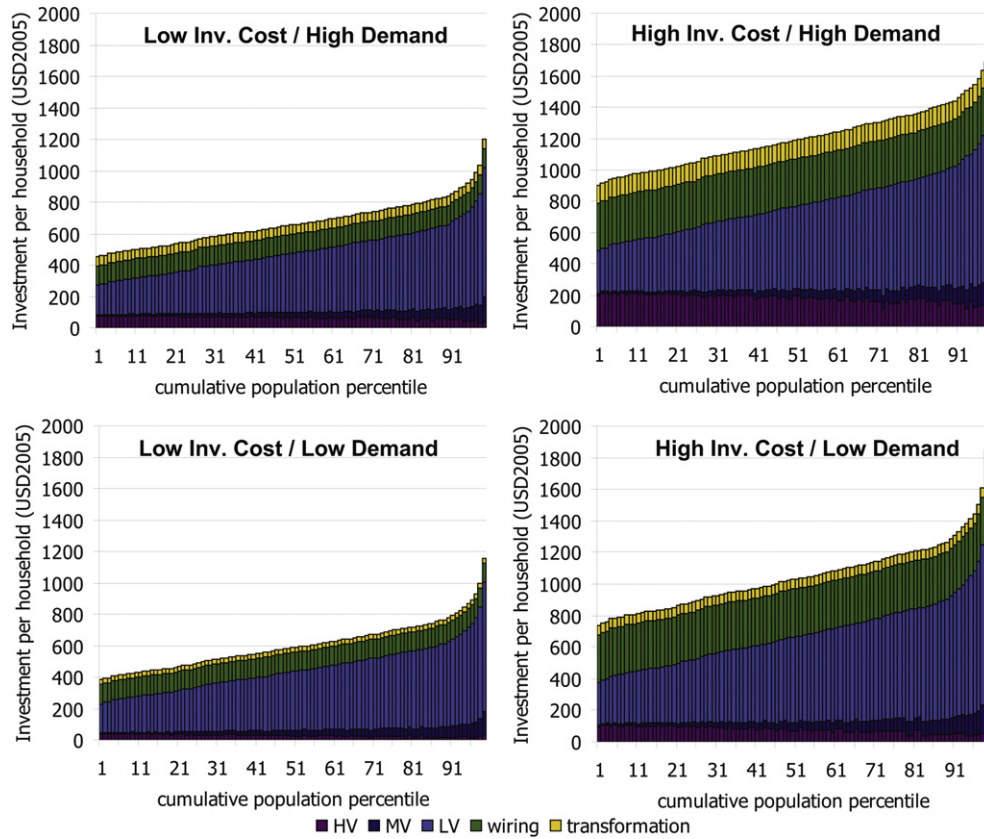 Low Inv. Cost / High Demand
Investment per household (USD2005)
2000
1800
1600
1400
1200
1000
800
600
400
200
0
1 11 21 31 41 51 61 71 81 91
cumulative population percentile
High Inv. Cost / High Demand
Investment per household (USD2005)
2000
1800
1600
1400
1200
1000
800
600
400
200
0
1 11 21 31 41 51 61 71 81 91
cumulative population percentile
Low Inv. Cost / Low Demand
Investment per household (USD2005)
2000
1800
1600
1400
1200
1000
800
600
400
200
0
1 11 21 31 41 51 61 71 81 91
cumulative population percentile
High Inv. Cost / Low Demand
Investment per household (USD2005)
2000
1800
1600
1400
1200
1000
800
600
400
200
0
1 11 21 31 41 51 61 71 81 91
cumulative population percentile
HV MV LV wiring transformation